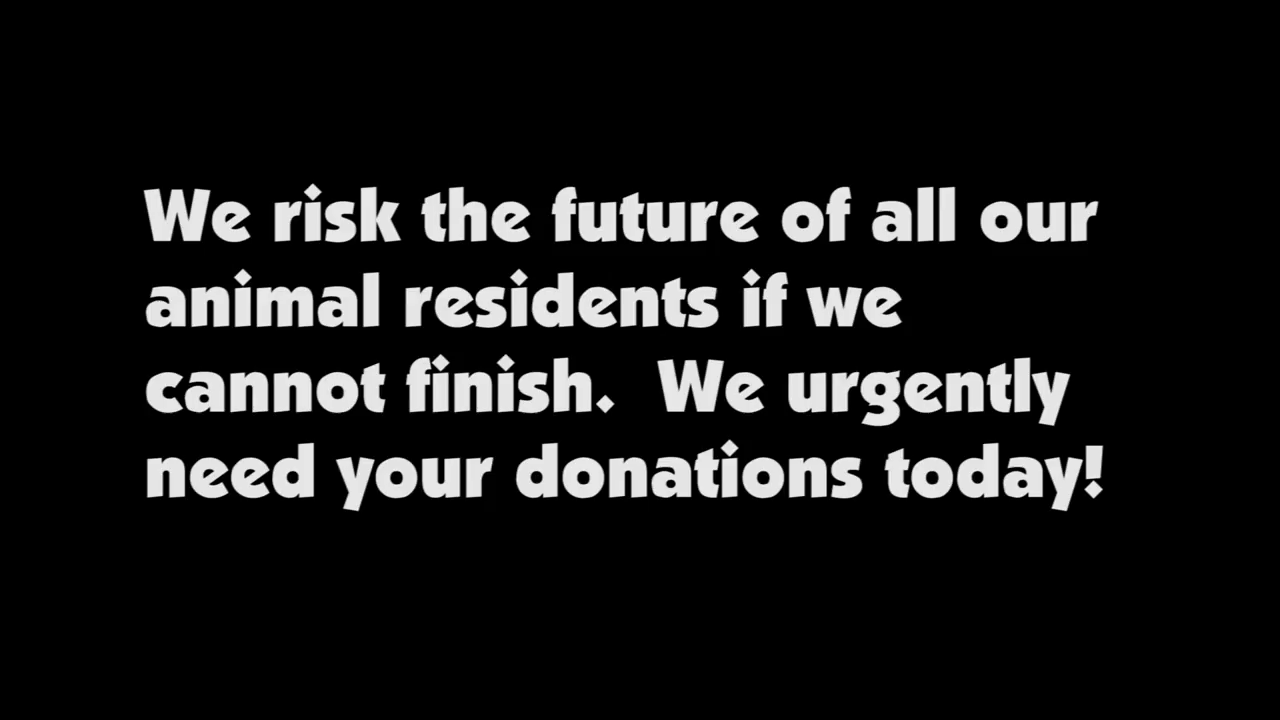 We risk the future of all our
animal residents if we
cannot finish.  We urgently
need your donations today!